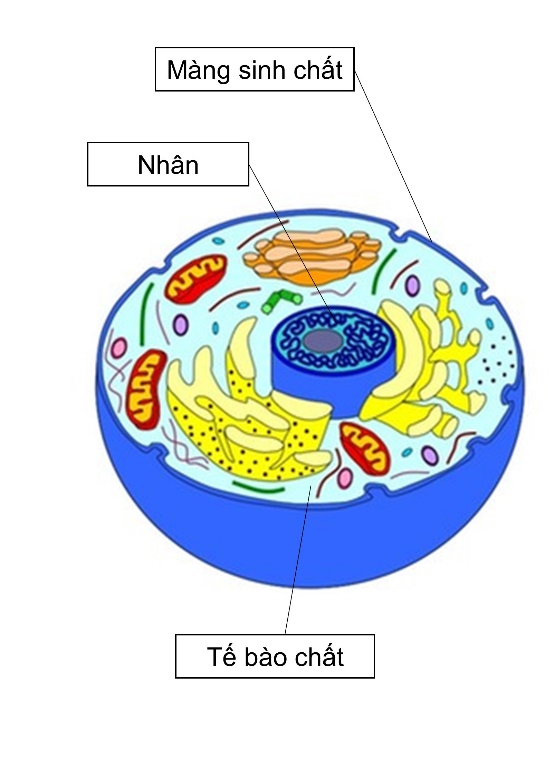 Màng sinh chất
Nhân
Tế bào chất